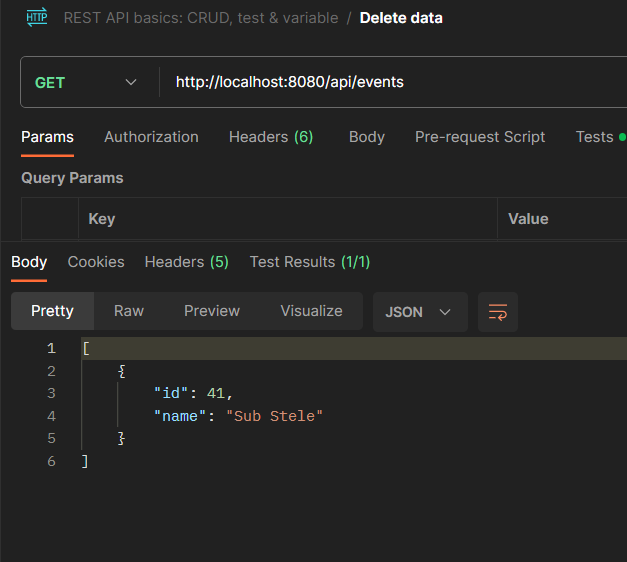 HTTP REST API basics: CRUD, test & variable / Delete data
GET http://localhost:8080/api/events
Params Authorization Headers (6) Body Pre-request Script Tests
Query Params
Key Value
Body Cookies Headers (5) Test Results (1/1)
Pretty Raw Preview Visualize JSON
1 [
2 {
3 "id": 41,
4 "name": "Sub Stele"
5 }
6 ]